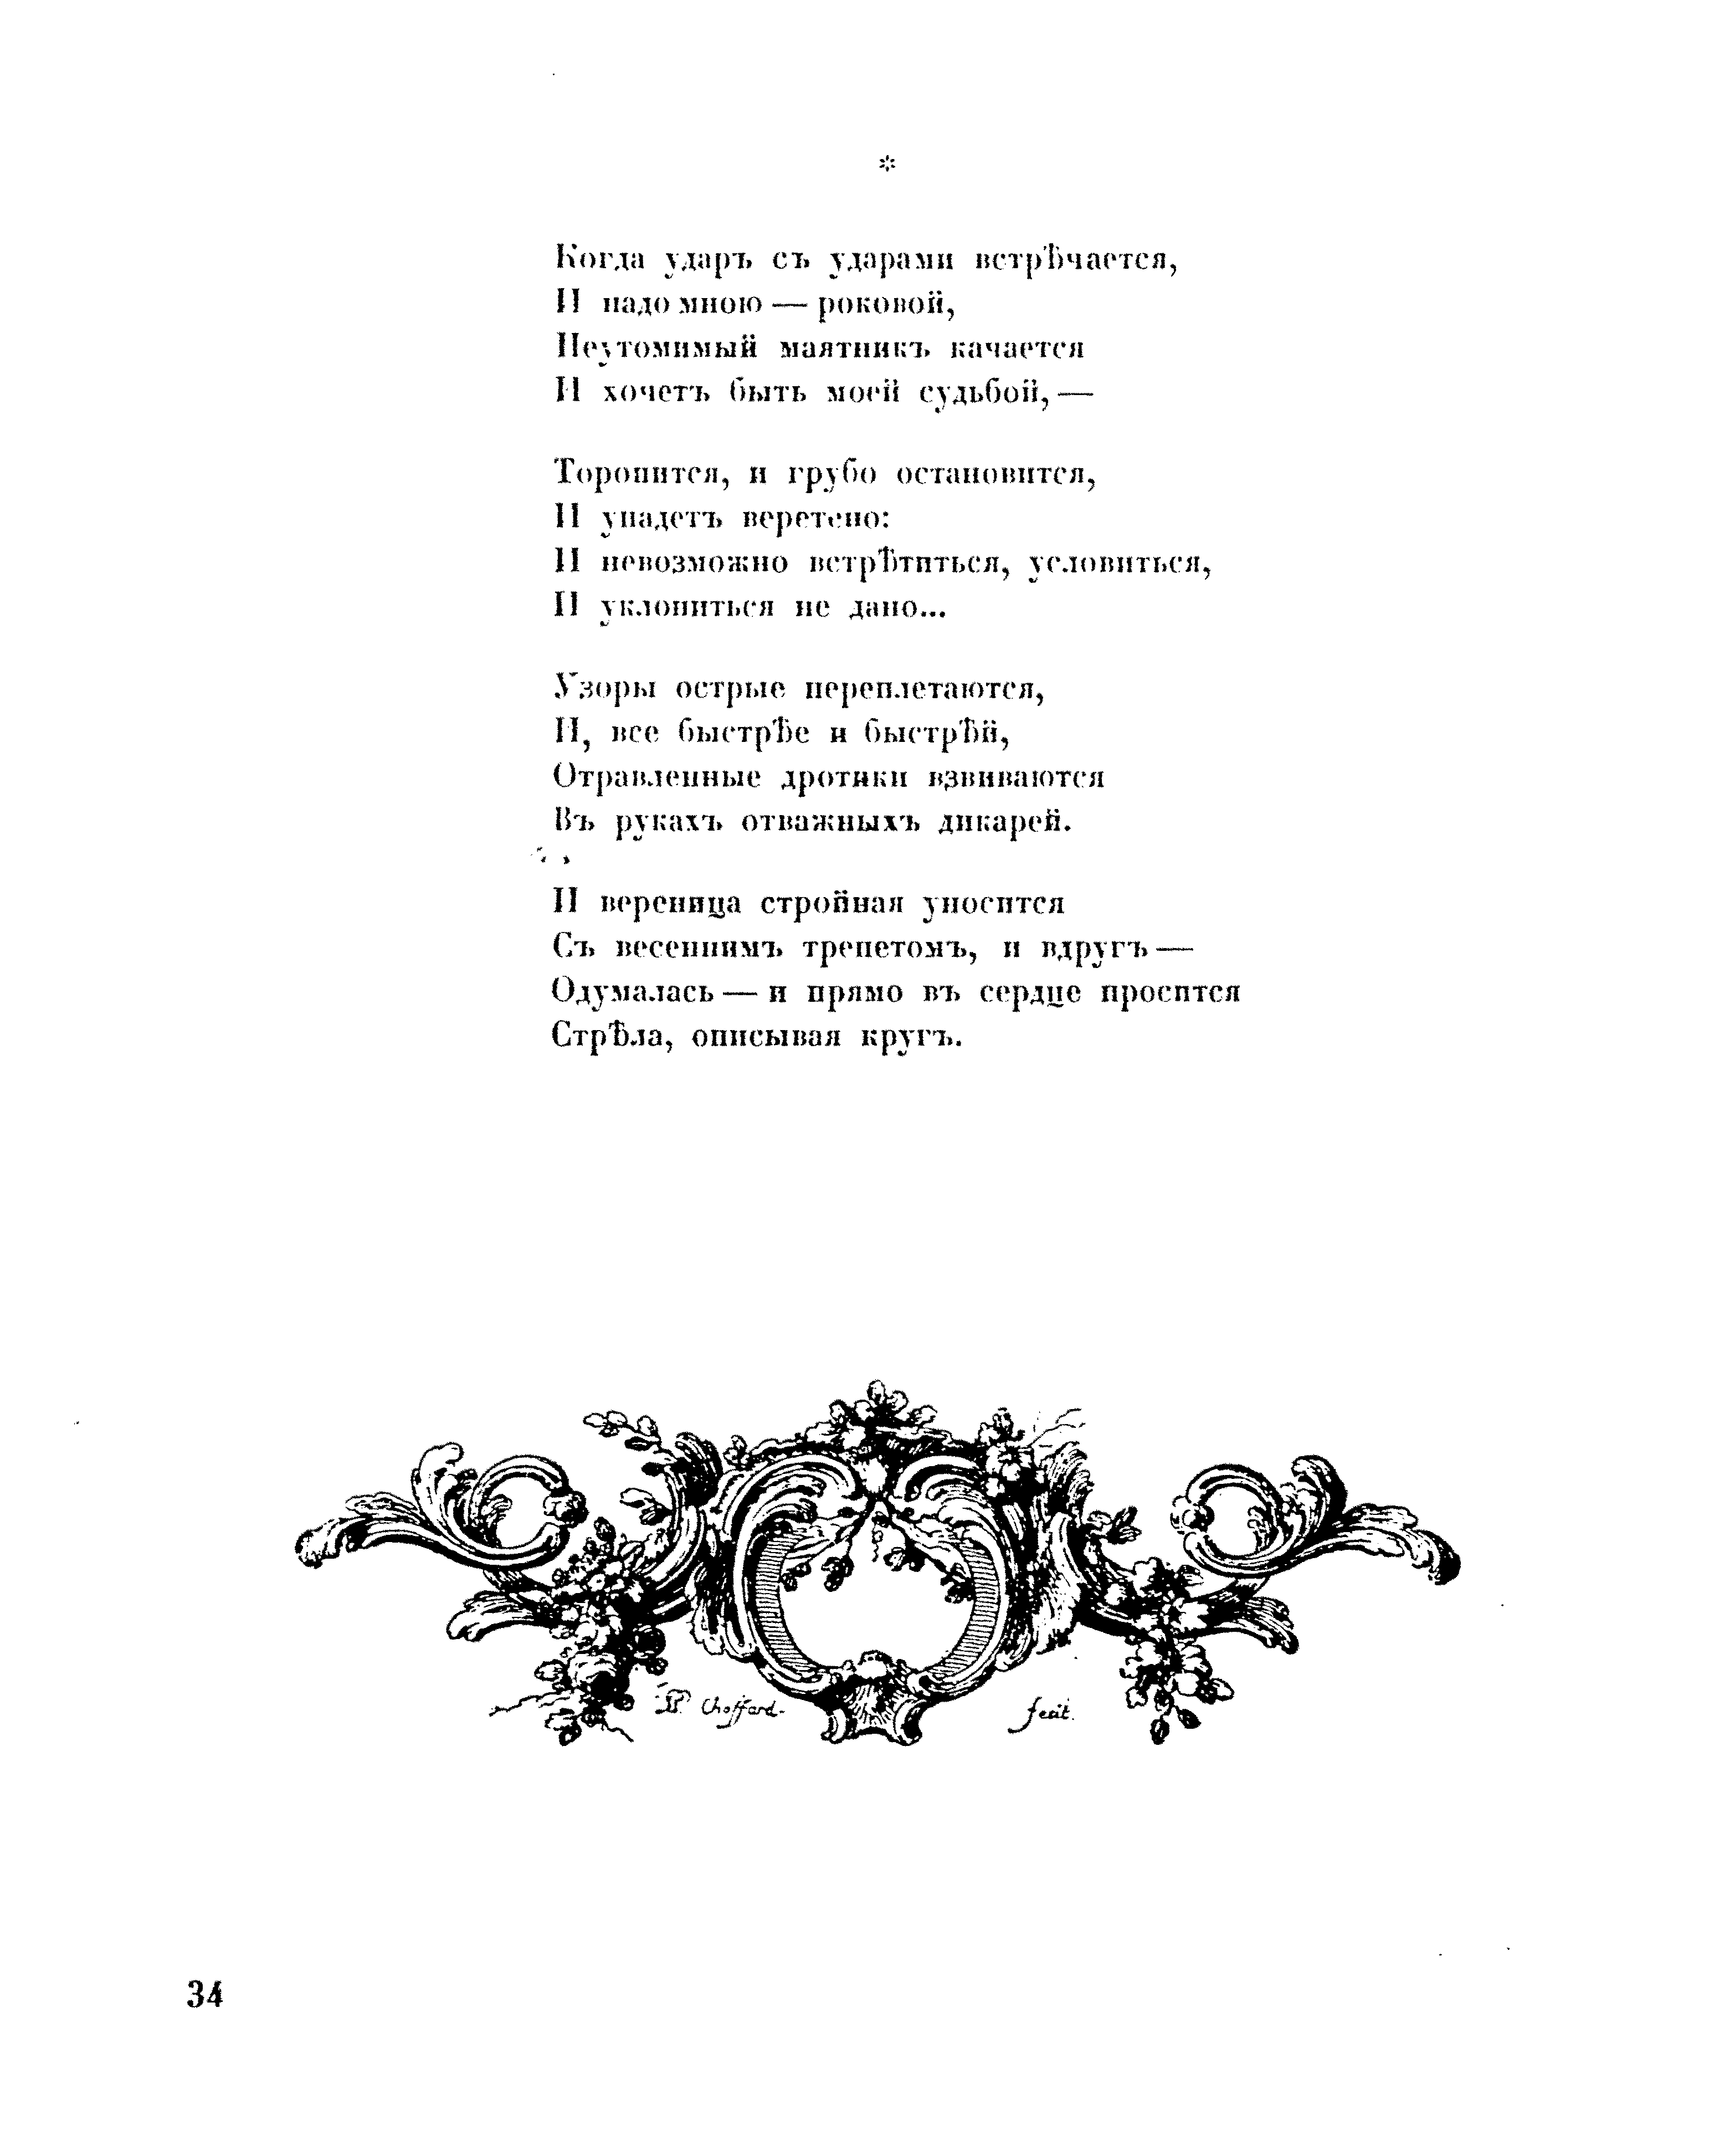 *
Когда ударъ съ ударами встрѣчается,
И надо мною — роковой,
Неутомимый маятникъ качается
И хочетъ быть моей судьбой, —
Торопится, и грубо остановится,
И упадетъ веретено:
И невозможно встрѣтиться, условиться,
И уклониться не дано...
Узоры острые переплетаются,
И, все быстрѣе и быстрѣй,
Отравленные дротики взвиваются
Въ рукахъ отважныхъ дикарей.
И вереница стройная уносится
Съ весеннимъ трепетомъ, и вдругъ —
Одумалась — и прямо въ сердце просится
Стрѣла, описывая кругъ.
P. Choffard fecit.
34